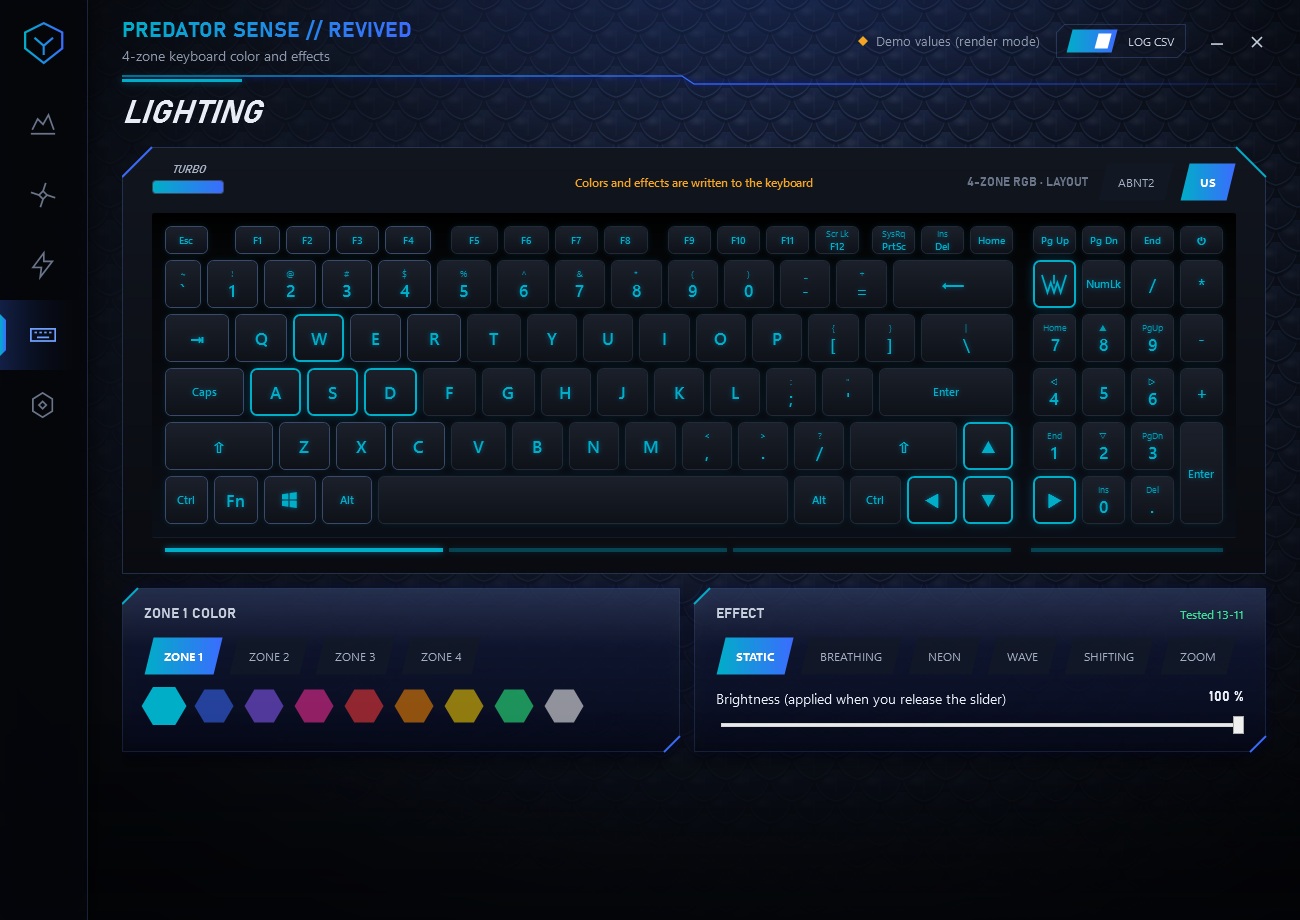 PREDATOR SENSE // REVIVED
4-zone keyboard color and effects
Demo values (render mode)
LOG CSV
LIGHTING
TURBO
Colors and effects are written to the keyboard
4-ZONE RGB · LAYOUT
ABNT2
US
Esc F1 F2 F3 F4 F5 F6 F7 F8 F9 F10 F11 Scr Lk F12 SysRq PrtSc Ins Del Home Pg Up Pg Dn End
~ ` ! 1 @ 2 # 3 $ 4 % 5 ^ 6 & 7 * 8 ( 9 ) 0 _ - + = ⟵ NumLk / *
⇥ Q W E R T Y U I O P { [ } ] | \ Home 7 ▲ 8 PgUp 9 -
Caps A S D F G H J K L : ; " ' Enter ◁ 4 5 ▷ 6 +
⇧ Z X C V B N M < , > . ? / ⇧ ▲ End 1 ▽ 2 PgDn 3 Enter
Ctrl Fn Alt Alt Ctrl ◀ ▼ ▶ Ins 0 Del .
ZONE 1 COLOR
ZONE 1
ZONE 2
ZONE 3
ZONE 4
EFFECT
Tested 13-11
STATIC
BREATHING
NEON
WAVE
SHIFTING
ZOOM
Brightness (applied when you release the slider)
100 %